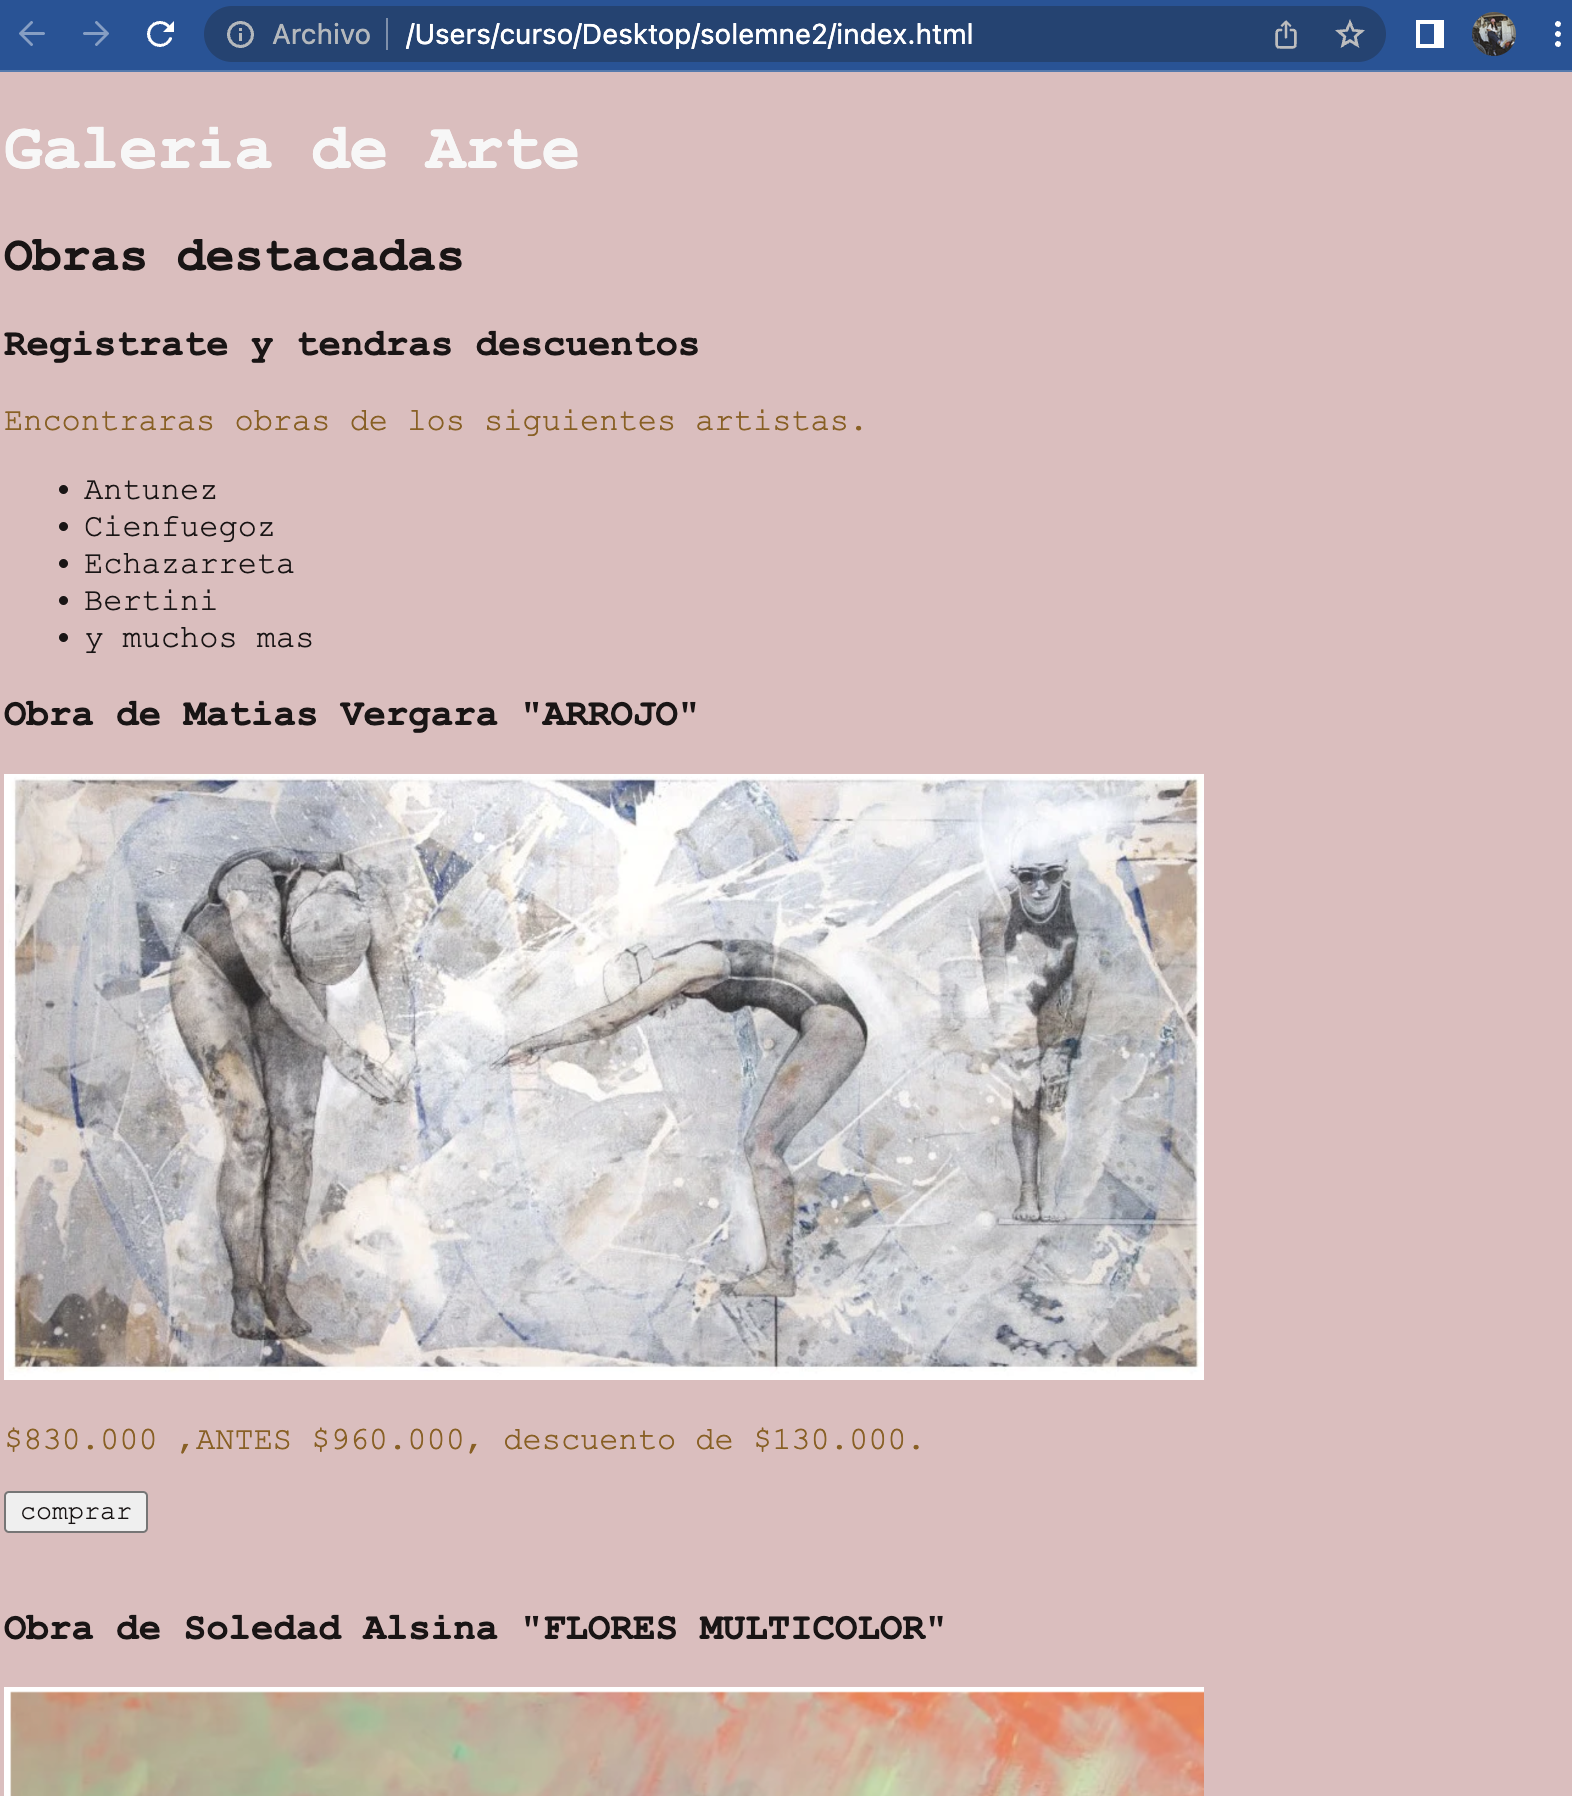 Archivo /Users/curso/Desktop/solemne2/index.html
Galeria de Arte
Obras destacadas
Registrate y tendras descuentos
Encontraras obras de los siguientes artistas.
• Antunez
• Cienfuegoz
• Echazarreta
• Bertini
• y muchos mas
Obra de Matias Vergara "ARROJO"
$830.000 ,ANTES $960.000, descuento de $130.000.
comprar
Obra de Soledad Alsina "FLORES MULTICOLOR"